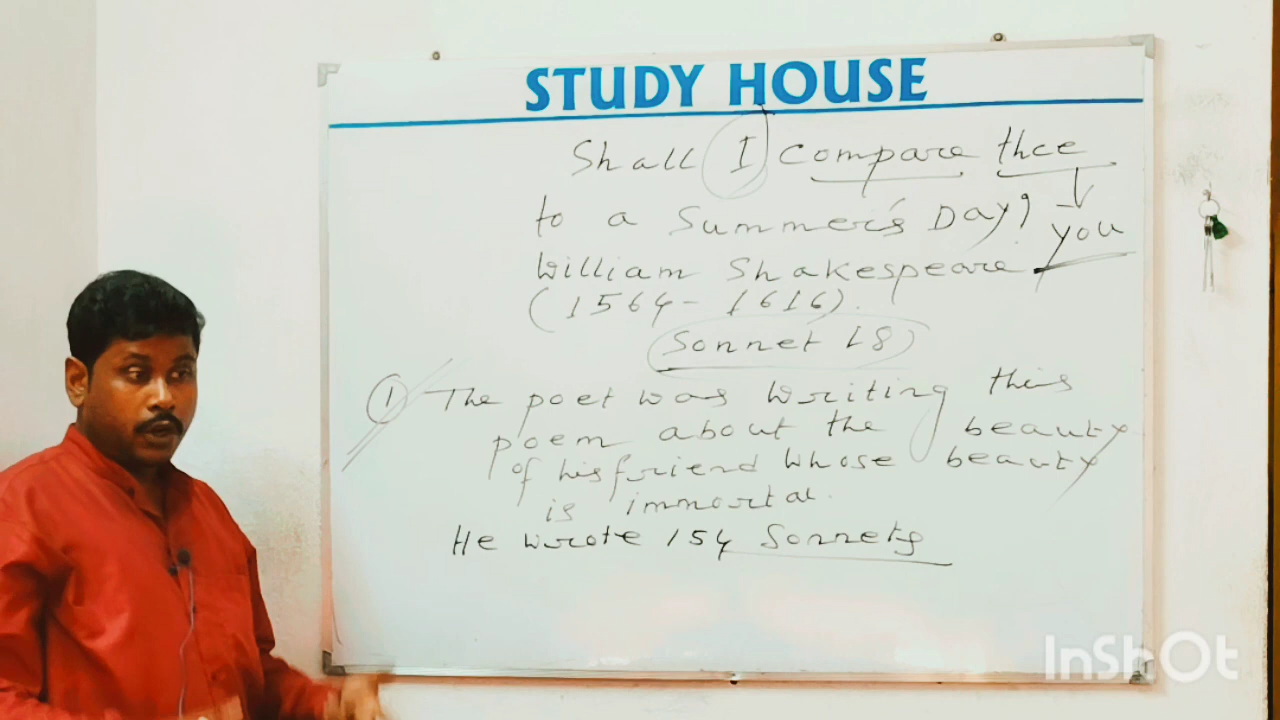 STUDY HOUSE
Shall I compare thee
to a Summer's Day?
you
William Shakespeare
(1564- 1616).
Sonnet 18
① The poet was writing this
poem about the beauty
of his friend whose beauty
is immortal.
He wrote 154 Sonnets
InShOt